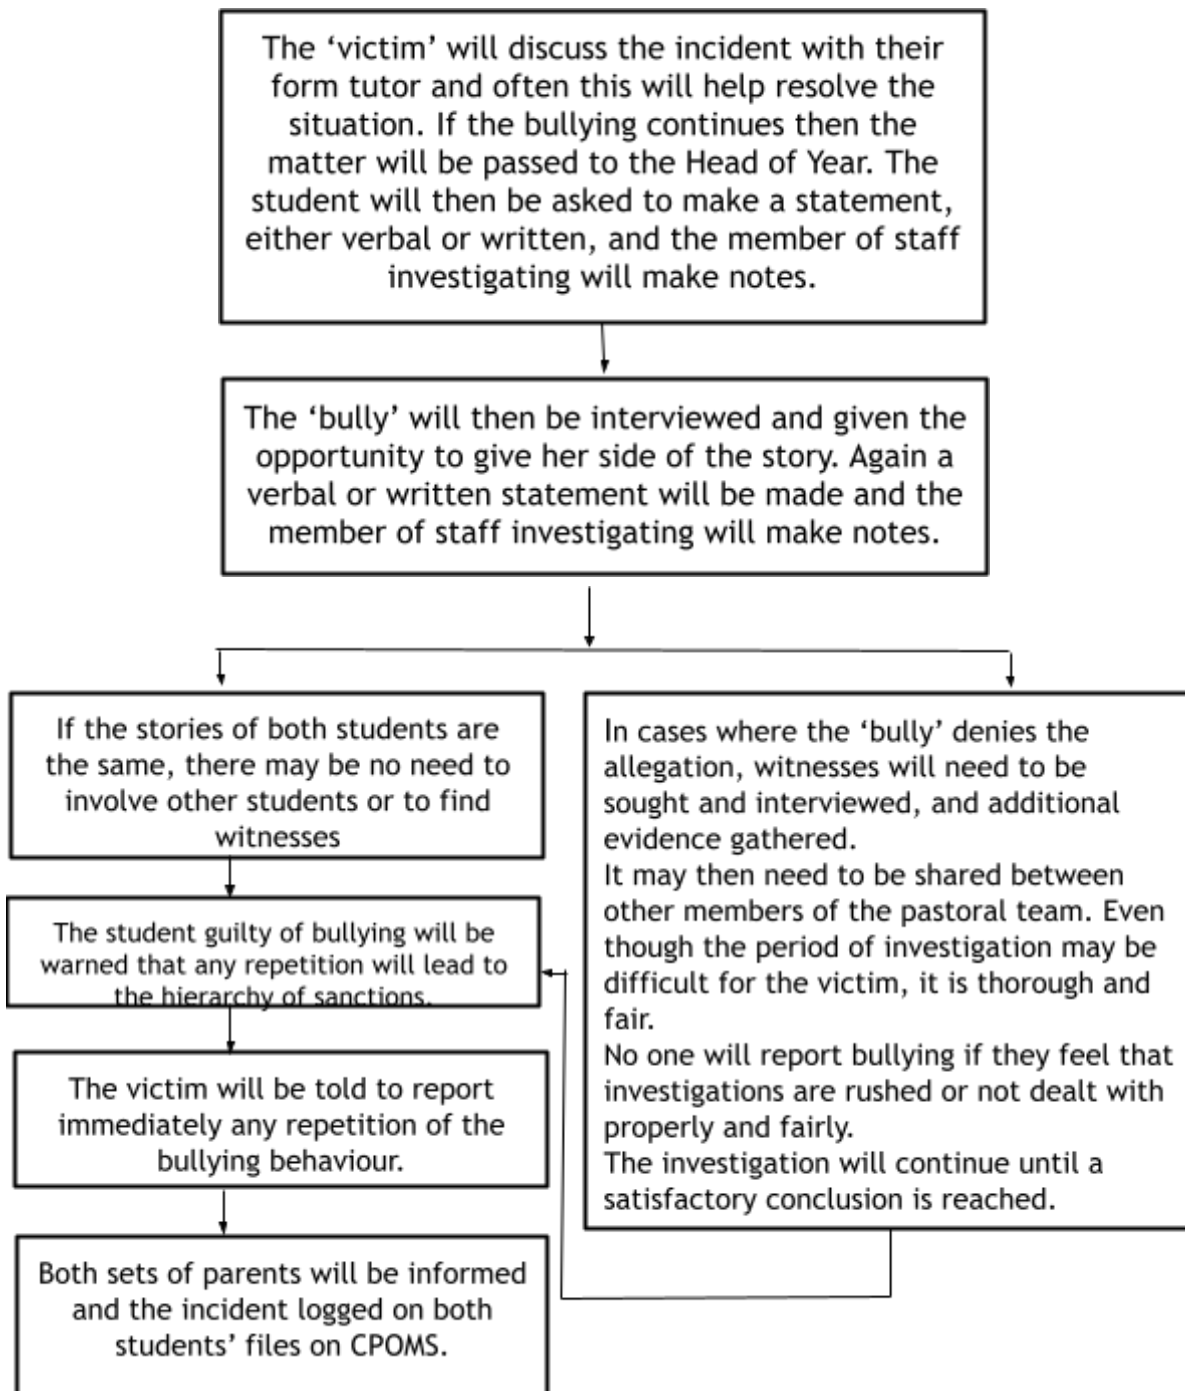 The ‘victim’ will discuss the incident with their
form tutor and often this will help resolve the
situation. If the bullying continues then the
matter will be passed to the Head of Year. The
student will then be asked to make a statement,
either verbal or written, and the member of staff
investigating will make notes.
The ‘bully’ will then be interviewed and given the
opportunity to give her side of the story. Again a
verbal or written statement will be made and the
member of staff investigating will make notes.
If the stories of both students are
the same, there may be no need to
involve other students or to find
witnesses
The student guilty of bullying will be
warned that any repetition will lead to
the hierarchy of sanctions.
The victim will be told to report
immediately any repetition of the
bullying behaviour.
Both sets of parents will be informed
and the incident logged on both
students’ files on CPOMS.
In cases where the ‘bully’ denies the
allegation, witnesses will need to be
sought and interviewed, and additional
evidence gathered.
It may then need to be shared between
other members of the pastoral team. Even
though the period of investigation may be
difficult for the victim, it is thorough and
fair.
No one will report bullying if they feel that
investigations are rushed or not dealt with
properly and fairly.
The investigation will continue until a
satisfactory conclusion is reached.